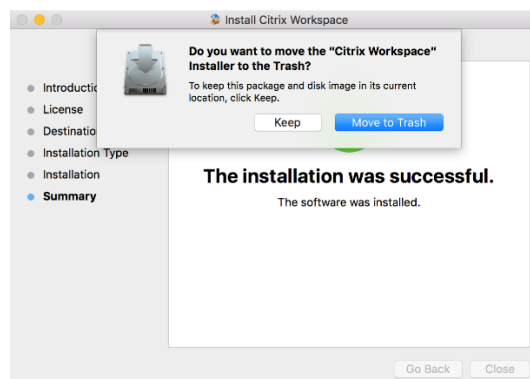 Install Citrix Workspace
Do you want to move the "Citrix Workspace"
Installer to the Trash?
To keep this package and disk image in its current
location, click Keep.
Keep
Move to Trash
License
Installation Type
Installation
Summary
The installation was successful.
The software was installed.
Go Back
Close